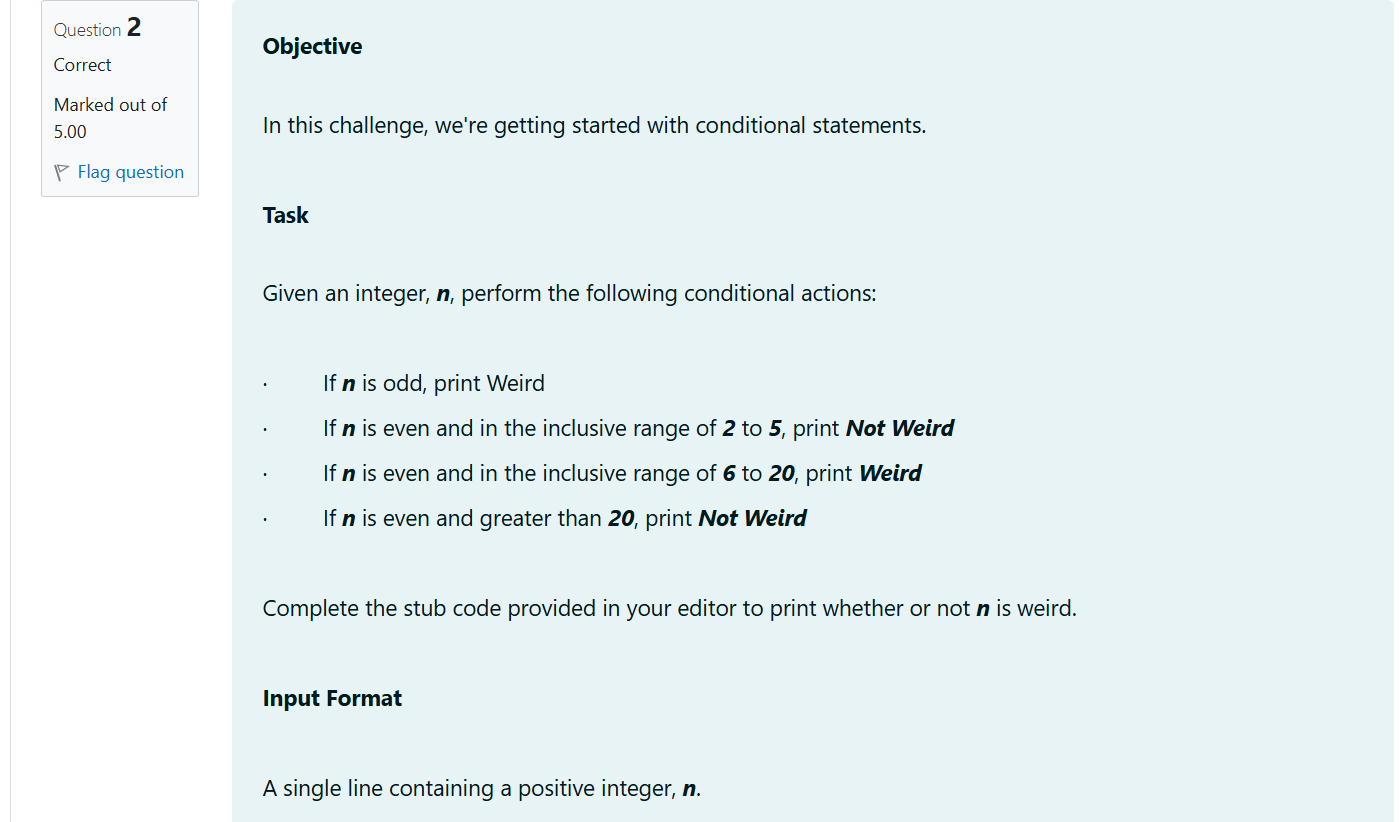 Question 2
Correct
Marked out of
5.00
Flag question
Objective
In this challenge, we're getting started with conditional statements.
Task
Given an integer, n, perform the following conditional actions:
· If n is odd, print Weird
· If n is even and in the inclusive range of 2 to 5, print Not Weird
· If n is even and in the inclusive range of 6 to 20, print Weird
· If n is even and greater than 20, print Not Weird
Complete the stub code provided in your editor to print whether or not n is weird.
Input Format
A single line containing a positive integer, n.